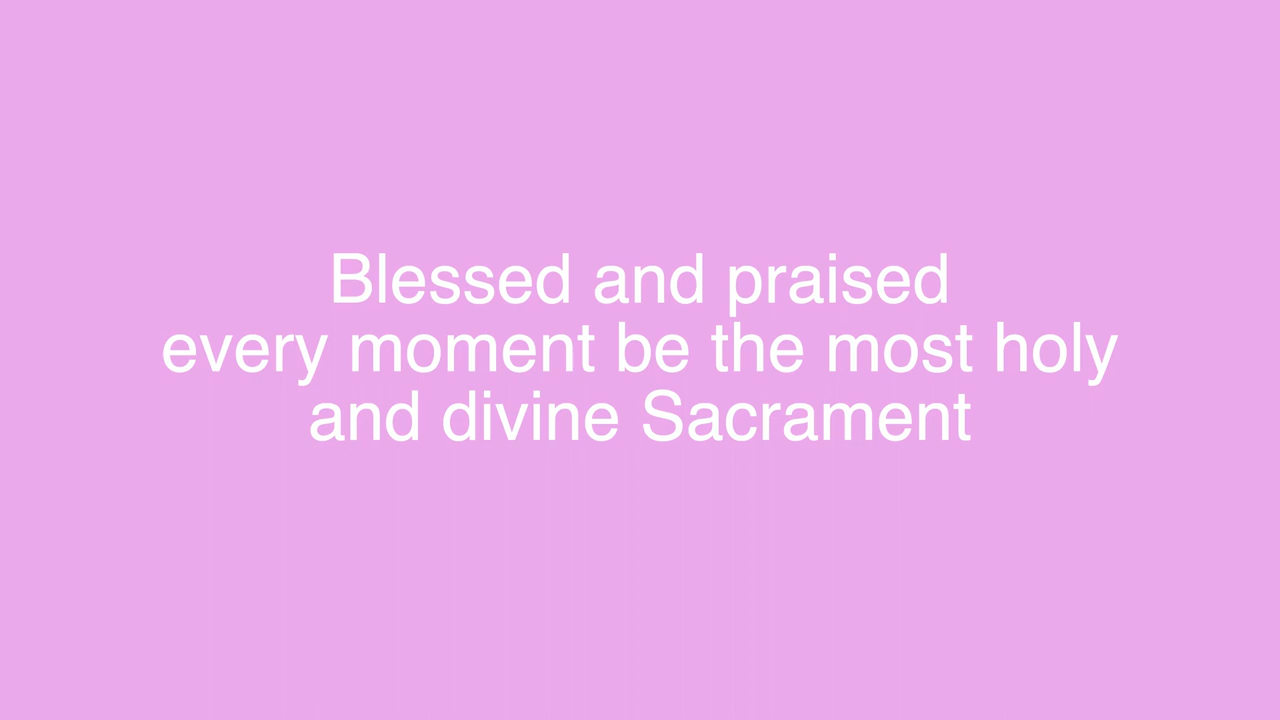 Blessed and praised
every moment be the most holy
and divine Sacrament